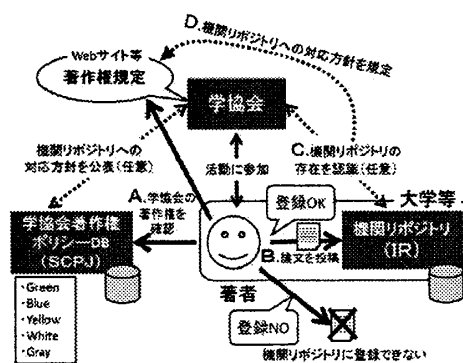 D.機関リポジトリへの対応方針を規定
Webサイト等
著作権規定
学協会
機関リポジトリへの
対応方針を公表(任意)
活動に参加
C.機関リポジトリの
存在を認識(任意)
A.学協会の
著作権を
確認
登録OK
大学等
学協会著作権
ポリシーDB
(SCPJ)
B.論文を投稿
機関リポジトリ
(IR)
著者
・Green
・Blue
・Yellow
・White
・Gray
登録NO
機関リポジトリに登録できない